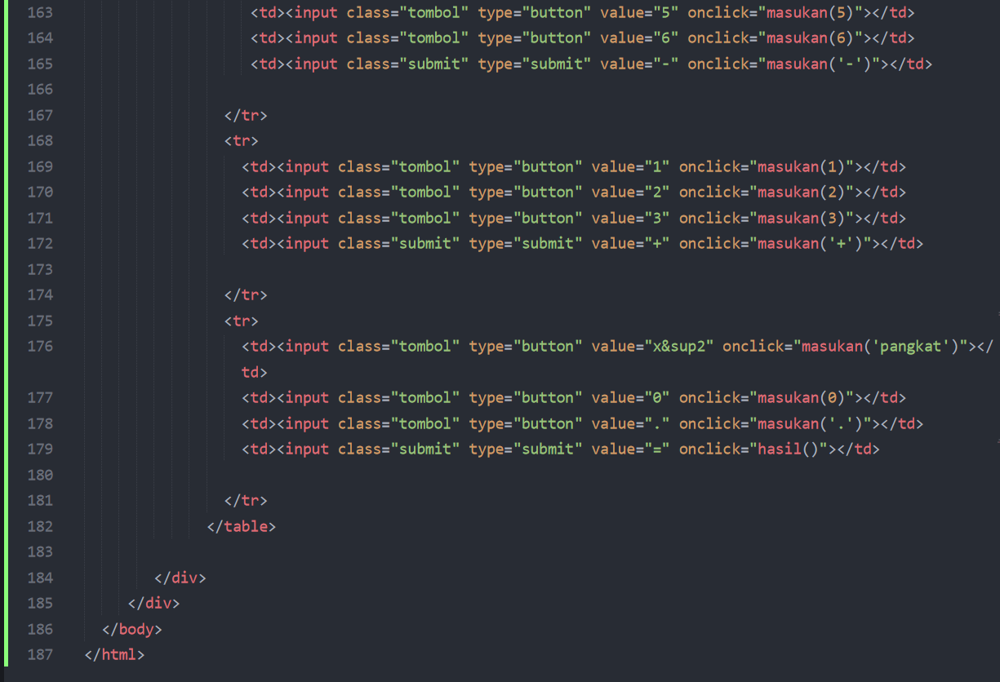 163 <td><input class="tombol" type="button" value="5" onclick="masukan(5)"></td>
164 <td><input class="tombol" type="button" value="6" onclick="masukan(6)"></td>
165 <td><input class="submit" type="submit" value="-" onclick="masukan('-')"></td>
166
167 </tr>
168 <tr>
169 <td><input class="tombol" type="button" value="1" onclick="masukan(1)"></td>
170 <td><input class="tombol" type="button" value="2" onclick="masukan(2)"></td>
171 <td><input class="tombol" type="button" value="3" onclick="masukan(3)"></td>
172 <td><input class="submit" type="submit" value="+" onclick="masukan('+')"></td>
173
174 </tr>
175 <tr>
176 <td><input class="tombol" type="button" value="x&sup2" onclick="masukan('pangkat')"></
td>
177 <td><input class="tombol" type="button" value="0" onclick="masukan(0)"></td>
178 <td><input class="tombol" type="button" value="." onclick="masukan('.')"></td>
179 <td><input class="submit" type="submit" value="=" onclick="hasil()"></td>
180
181 </tr>
182 </table>
183
184 </div>
185 </div>
186 </body>
187 </html>